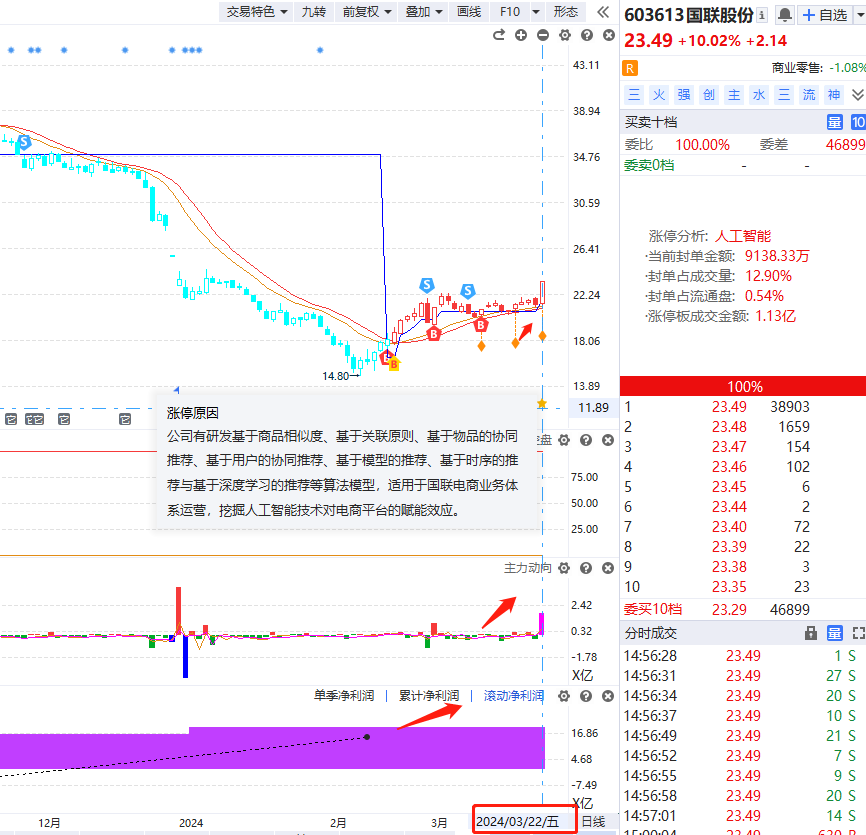 交易特色 九转 前复权 叠加 画线 F10 形态
603613国联股份
自选
23.49 +10.02% +2.14
R
商业零售: -1.08%
三 火 强 创 主 水 三 流 神
买卖十档 量 10
委比 100.00% 委差 46899
委卖0档 - -
涨停分析: 人工智能
·当前封单金额: 9138.33万
·封单占成交量: 12.90%
·封单占流通盘: 0.54%
·涨停板成交金额: 1.13亿
100%
1 23.49 38903
2 23.48 1659
3 23.47 154
4 23.46 102
5 23.45 6
6 23.44 2
7 23.40 72
8 23.39 22
9 23.38 3
10 23.35 23
委买10档 23.29 46899
分时成交 量
14:56:28 23.49 1 S
14:56:31 23.49 27 S
14:56:34 23.49 20 S
14:56:37 23.49 10 S
14:56:49 23.49 21 S
14:56:52 23.49 7 S
14:56:55 23.49 9 S
14:56:58 23.49 20 S
14:57:01 23.49 14 S
43.11
38.94
34.76
30.59
26.41
22.24
18.06
13.89
11.89
S
S
S
B
B
B
14.80
涨停原因
公司有研发基于商品相似度、基于关联原则、基于物品的协同
推荐、基于用户的协同推荐、基于模型的推荐、基于时序的推
荐与基于深度学习的推荐等算法模型，适用于国联电商业务体
系运营，挖掘人工智能技术对电商平台的赋能效应。
盘
75.00
50.00
25.00
主力动向
2.42
0.32
-1.78
X亿
单季净利润 | 累计净利润 | 滚动净利润
16.86
4.68
-7.49
X亿
12月 2024 2月 3月 2024/03/22/五 日线